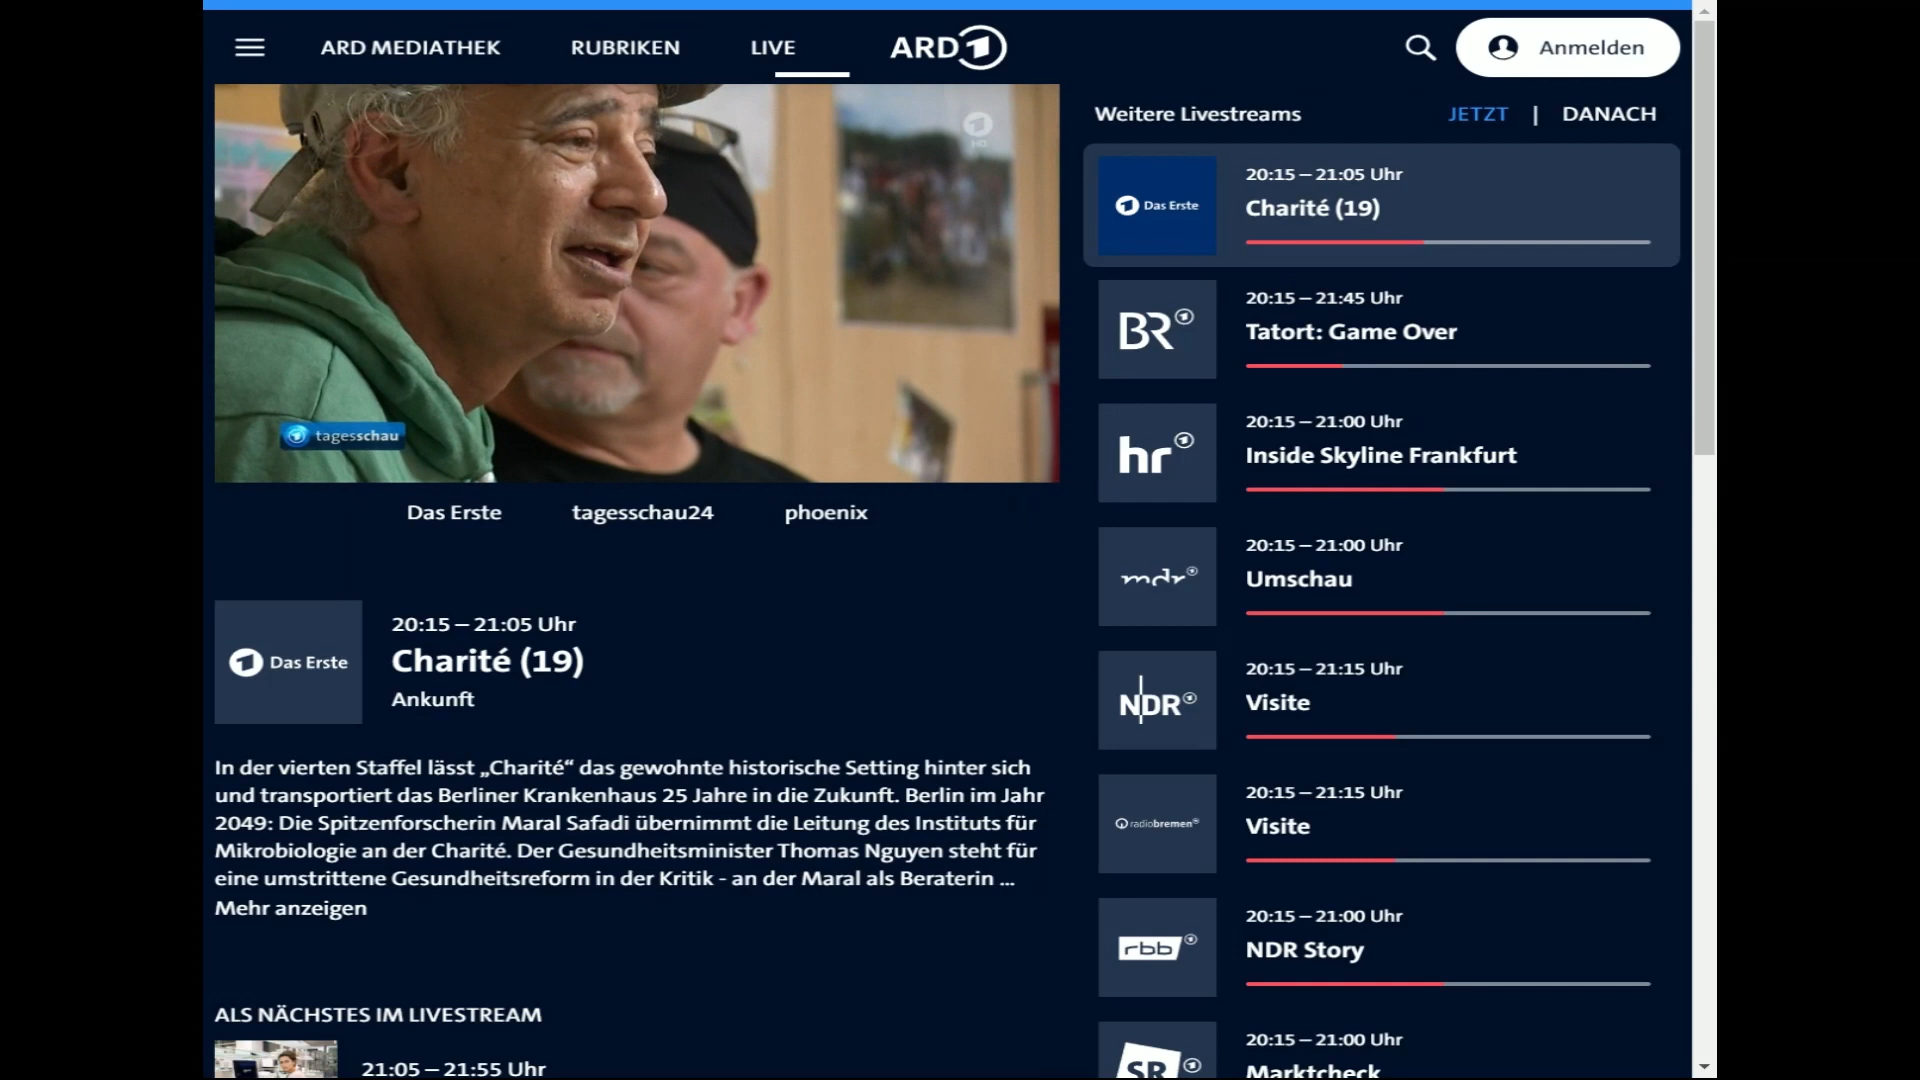 ARD MEDIATHEK
RUBRIKEN
LIVE
ARD 1
Anmelden
HD
tagesschau
Das Erste
tagesschau24
phoenix
Das Erste
20:15 – 21:05 Uhr
Charité (19)
Ankunft
In der vierten Staffel lässt „Charité“ das gewohnte historische Setting hinter sich
und transportiert das Berliner Krankenhaus 25 Jahre in die Zukunft. Berlin im Jahr
2049: Die Spitzenforscherin Maral Safadi übernimmt die Leitung des Instituts für
Mikrobiologie an der Charité. Der Gesundheitsminister Thomas Nguyen steht für
eine umstrittene Gesundheitsreform in der Kritik - an der Maral als Beraterin ...
Mehr anzeigen
ALS NÄCHSTES IM LIVESTREAM
21:05 – 21:55 Uhr
Weitere Livestreams
JETZT | DANACH
Das Erste
20:15 – 21:05 Uhr
Charité (19)
BR
20:15 – 21:45 Uhr
Tatort: Game Over
hr
20:15 – 21:00 Uhr
Inside Skyline Frankfurt
mdr
20:15 – 21:00 Uhr
Umschau
NDR
20:15 – 21:15 Uhr
Visite
radiobremen
20:15 – 21:15 Uhr
Visite
rbb
20:15 – 21:00 Uhr
NDR Story
SR
20:15 – 21:00 Uhr
Marktcheck